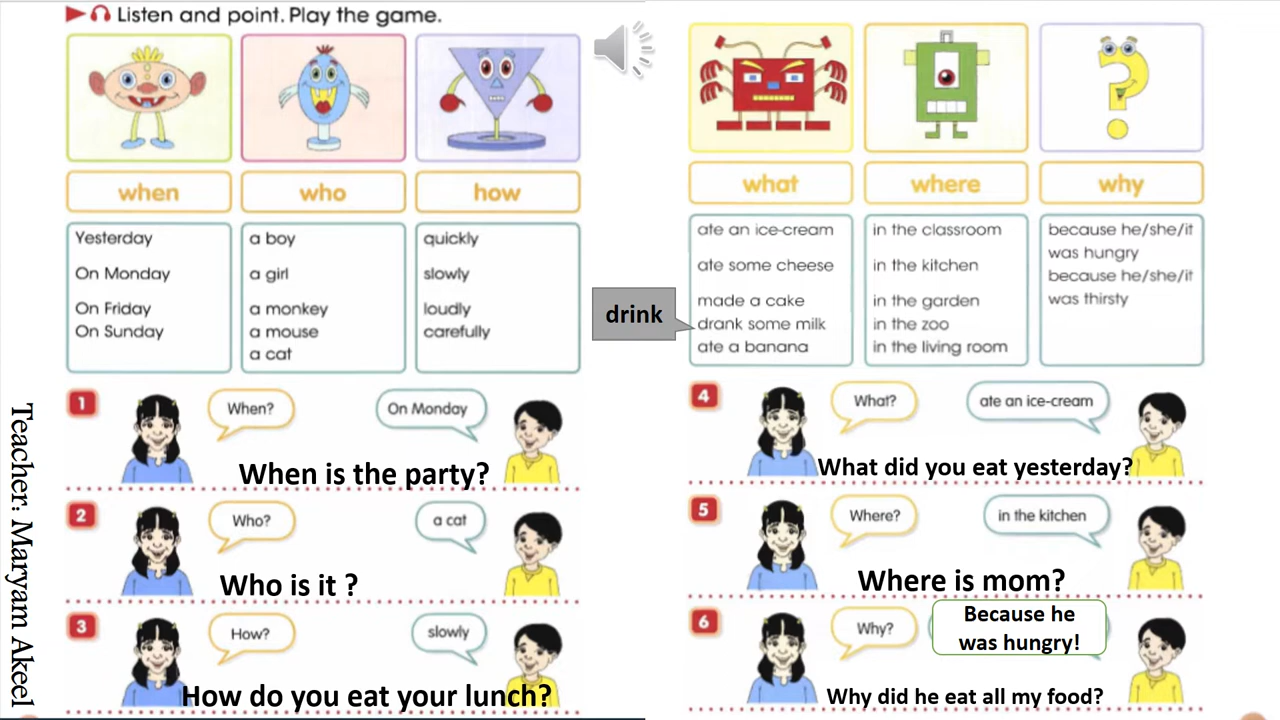 Listen and point. Play the game.
when
who
how
Yesterday
On Monday
On Friday
On Sunday
a boy
a girl
a monkey
a mouse
a cat
quickly
slowly
loudly
carefully
1
When?
On Monday
When is the party?
2
Who?
a cat
Who is it ?
3
How?
slowly
How do you eat your lunch?
Teacher: Maryam Akeel
what
where
why
ate an ice-cream
ate some cheese
made a cake
drank some milk
ate a banana
drink
in the classroom
in the kitchen
in the garden
in the zoo
in the living room
because he/she/it
was hungry
because he/she/it
was thirsty
4
What?
ate an ice-cream
What did you eat yesterday?
5
Where?
in the kitchen
Where is mom?
6
Why?
Because he
was hungry!
Why did he eat all my food?